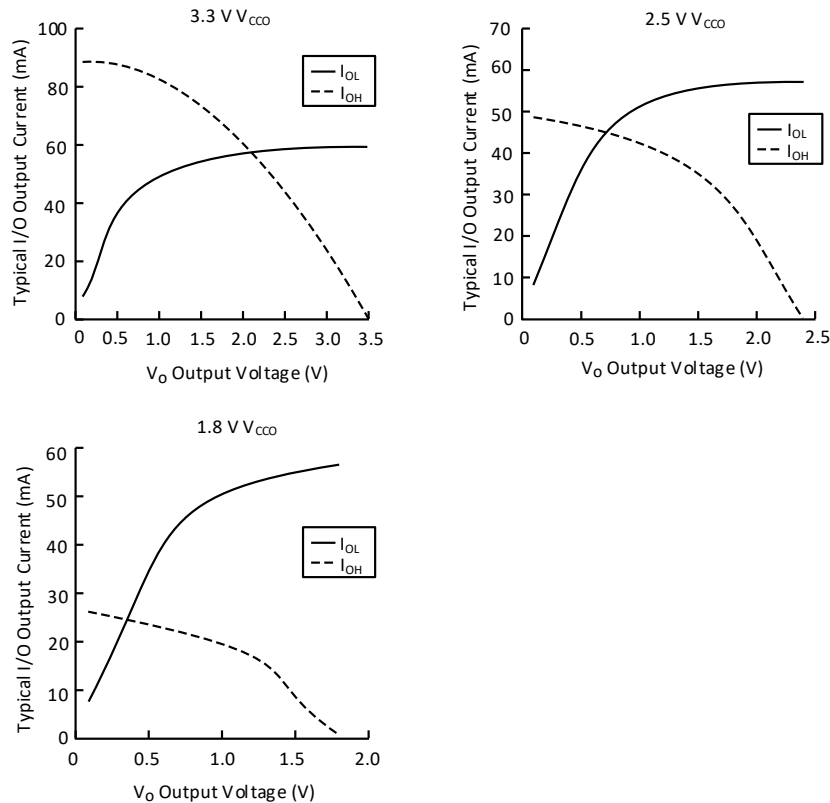 3.3 V VCCO
Typical I/O Output Current (mA)
100
80
60
40
20
0
0 0.5 1.0 1.5 2.0 2.5 3.0 3.5
VO Output Voltage (V)
IOL
IOH
2.5 V VCCO
Typical I/O Output Current (mA)
70
60
50
40
30
20
10
0
0 0.5 1.0 1.5 2.0 2.5
VO Output Voltage (V)
IOL
IOH
1.8 V VCCO
Typical I/O Output Current (mA)
60
50
40
30
20
10
0
0 0.5 1.0 1.5 2.0
VO Output Voltage (V)
IOL
IOH